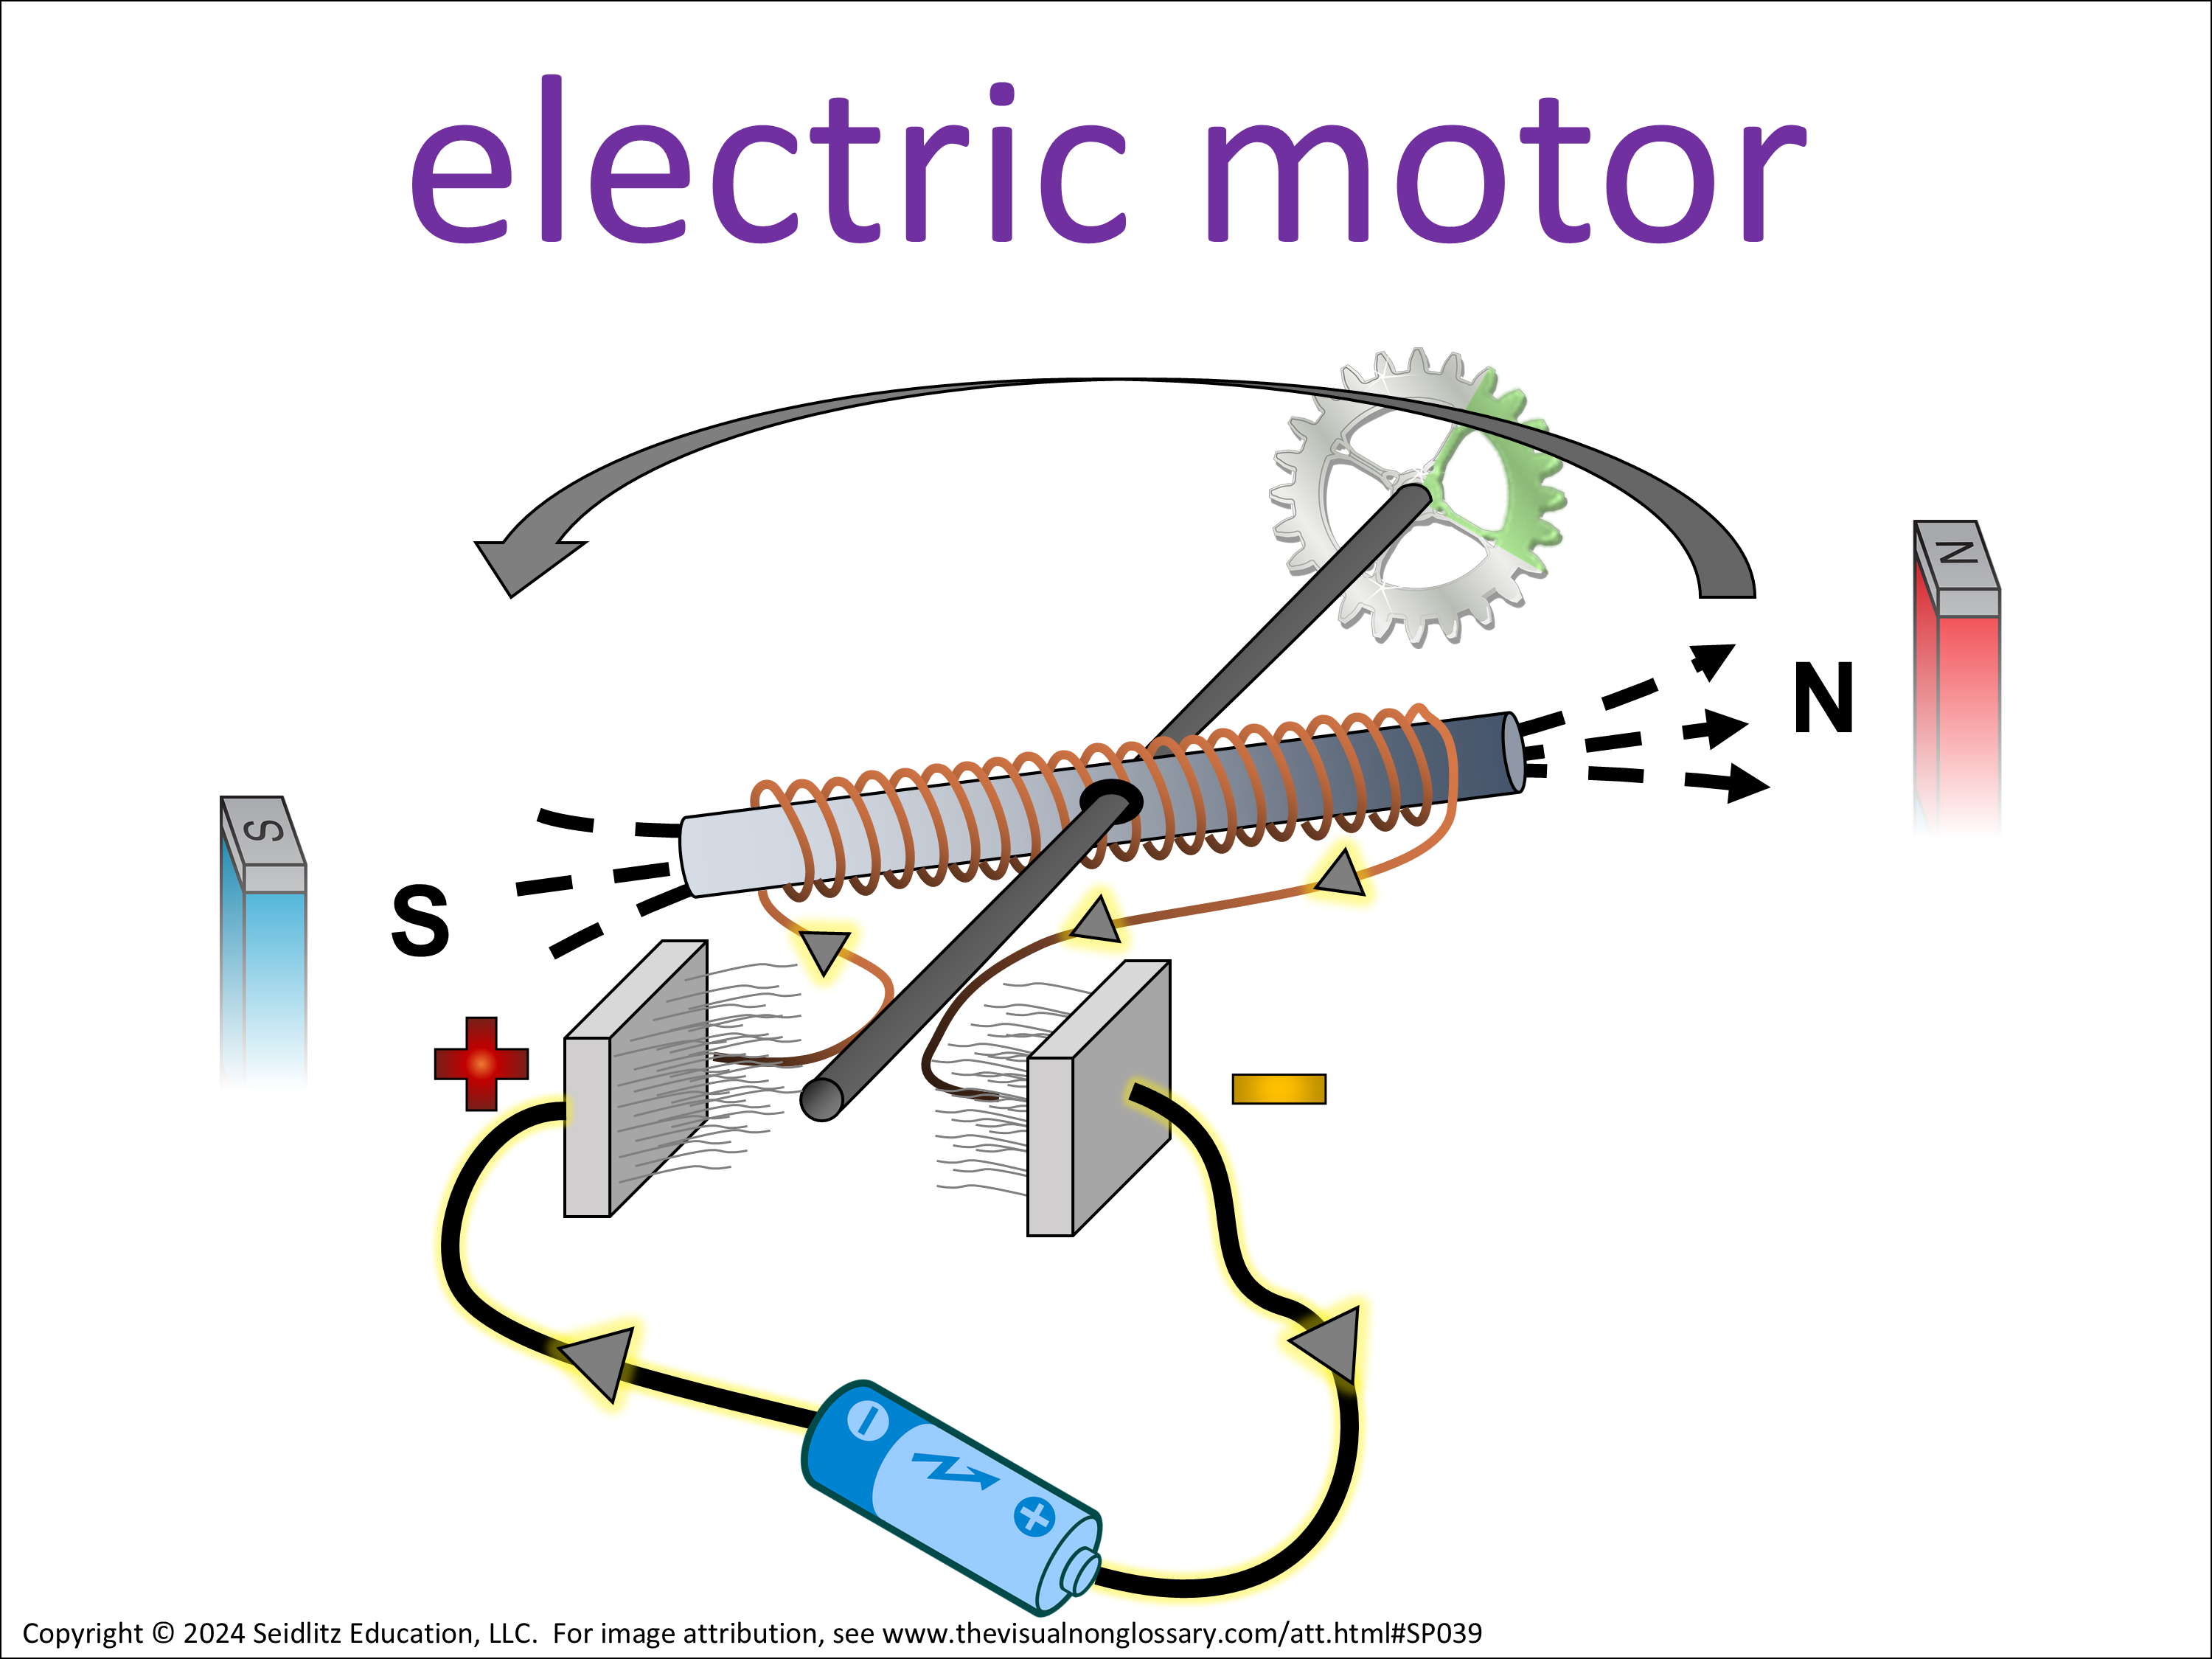 electric motor
N
N
S
S
+
-
-
+
Copyright © 2024 Seidlitz Education, LLC.  For image attribution, see www.thevisualnonglossary.com/att.html#SP039